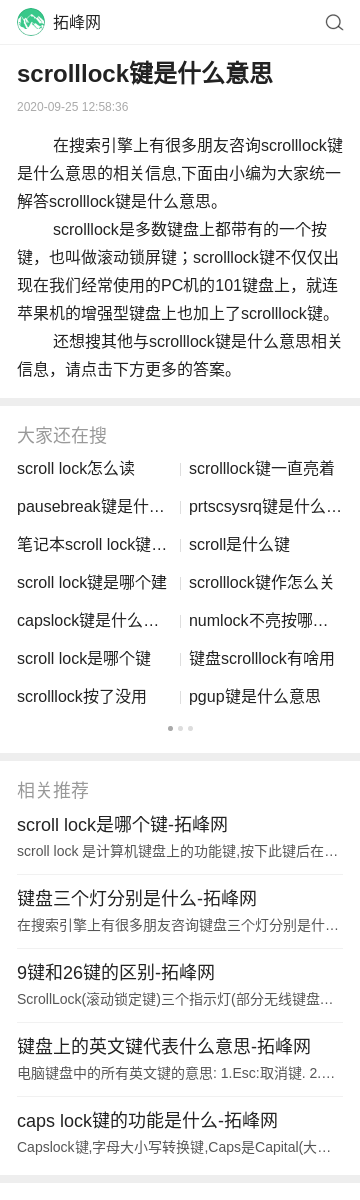 拓峰网
scrolllock键是什么意思
2020-09-25 12:58:36
在搜索引擎上有很多朋友咨询scrolllock键
是什么意思的相关信息,下面由小编为大家统一
解答scrolllock键是什么意思。
scrolllock是多数键盘上都带有的一个按
键，也叫做滚动锁屏键；scrolllock键不仅仅出
现在我们经常使用的PC机的101键盘上，就连
苹果机的增强型键盘上也加上了scrolllock键。
还想搜其他与scrolllock键是什么意思相关
信息，请点击下方更多的答案。
大家还在搜
scroll lock怎么读
scrolllock键一直亮着
pausebreak键是什…
prtscsysrq键是什么…
笔记本scroll lock键…
scroll是什么键
scroll lock键是哪个建
scrolllock键作怎么关
capslock键是什么…
numlock不亮按哪…
scroll lock是哪个键
键盘scrolllock有啥用
scrolllock按了没用
pgup键是什么意思
相关推荐
scroll lock是哪个键-拓峰网
scroll lock 是计算机键盘上的功能键,按下此键后在…
键盘三个灯分别是什么-拓峰网
在搜索引擎上有很多朋友咨询键盘三个灯分别是什…
9键和26键的区别-拓峰网
ScrollLock(滚动锁定键)三个指示灯(部分无线键盘…
键盘上的英文键代表什么意思-拓峰网
电脑键盘中的所有英文键的意思: 1.Esc:取消键. 2.…
caps lock键的功能是什么-拓峰网
Capslock键,字母大小写转换键,Caps是Capital(大…